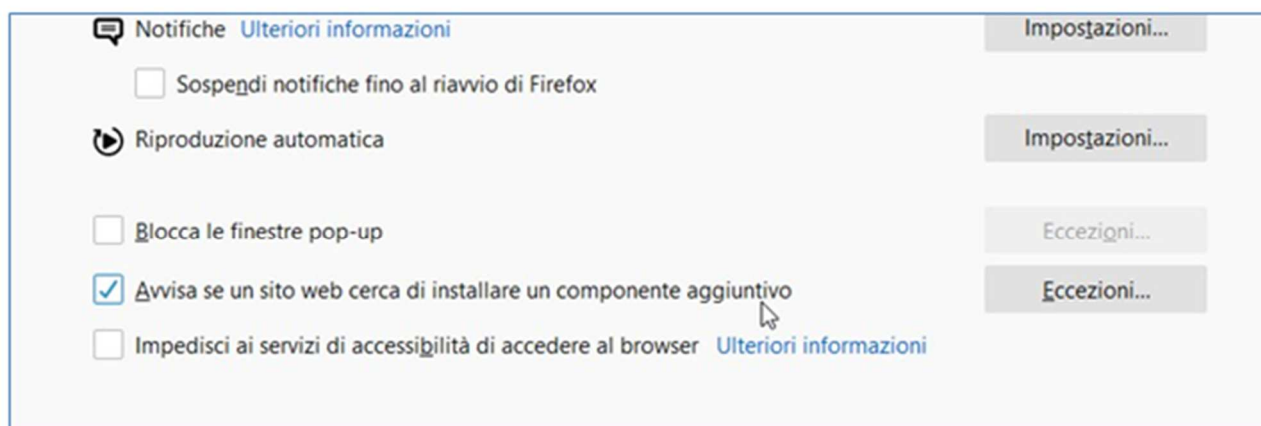 Notifiche Ulteriori informazioni Impostazioni...
Sospendi notifiche fino al riavvio di Firefox
Riproduzione automatica Impostazioni...
Blocca le finestre pop-up Eccezioni...
Avvisa se un sito web cerca di installare un componente aggiuntivo Eccezioni...
Impedisci ai servizi di accessibilità di accedere al browser Ulteriori informazioni